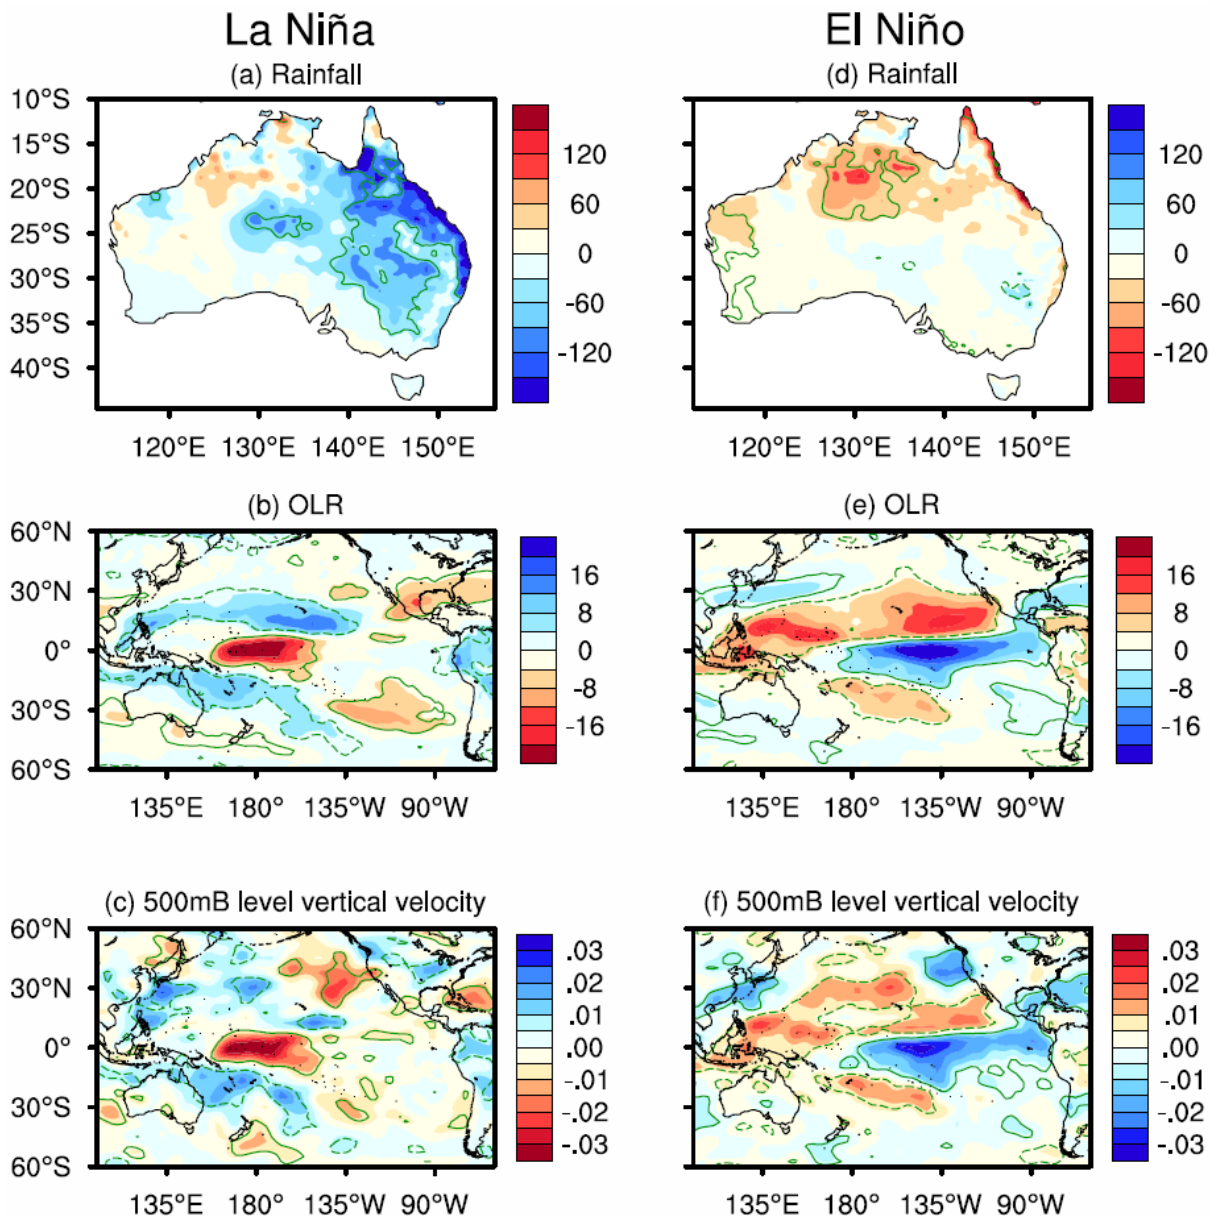 La Niña
El Niño
(a) Rainfall
(d) Rainfall
10°S
15°S
20°S
25°S
30°S
35°S
40°S
120
60
0
-60
-120
120
60
0
-60
-120
120°E 130°E 140°E 150°E
120°E 130°E 140°E 150°E
(b) OLR
(e) OLR
60°N
30°N
0°
30°S
60°S
16
8
0
-8
-16
16
8
0
-8
-16
135°E 180° 135°W 90°W
135°E 180° 135°W 90°W
(c) 500mB level vertical velocity
(f) 500mB level vertical velocity
60°N
30°N
0°
30°S
60°S
.03
.02
.01
.00
-.01
-.02
-.03
.03
.02
.01
.00
-.01
-.02
-.03
135°E 180° 135°W 90°W
135°E 180° 135°W 90°W